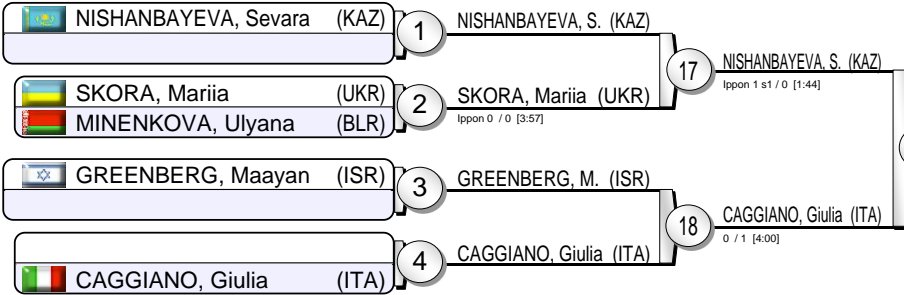 NISHANBAYEVA, Sevara (KAZ)
1
NISHANBAYEVA, S. (KAZ)
17
NISHANBAYEVA, S. (KAZ)
Ippon 1 s1 / 0 [1:44]
SKORA, Mariia (UKR)
MINENKOVA, Ulyana (BLR)
2
SKORA, Mariia (UKR)
Ippon 0 / 0 [3:57]
GREENBERG, Maayan (ISR)
3
GREENBERG, M. (ISR)
18
CAGGIANO, Giulia (ITA)
0 / 1 [4:00]
CAGGIANO, Giulia (ITA)
4
CAGGIANO, Giulia (ITA)